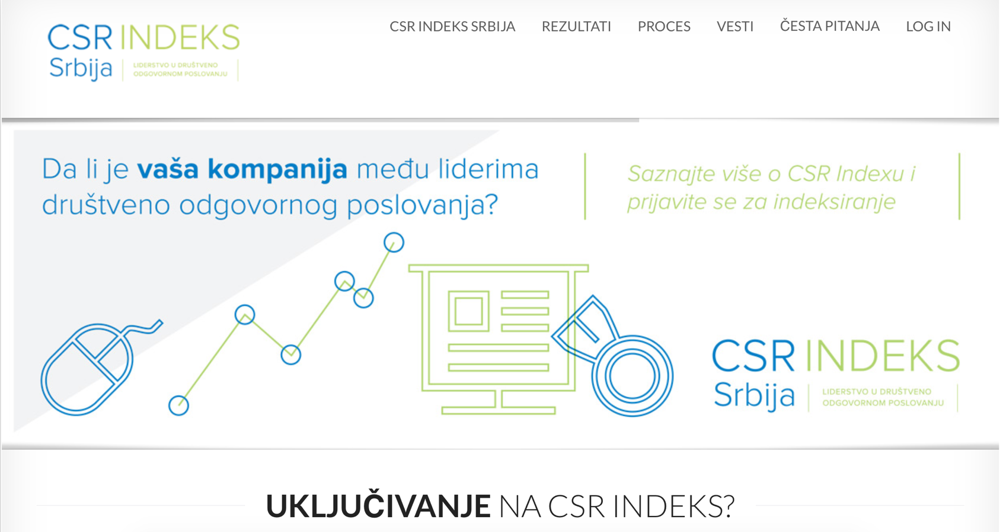 CSR INDEKS
Srbija
LIDERSTVO U DRUŠTVENO
ODGOVORNOM POSLOVANJU
CSR INDEKS SRBIJA
REZULTATI
PROCES
VESTI
ČESTA PITANJA
LOG IN
Da li je vaša kompanija među liderima
društveno odgovornog poslovanja?
Saznajte više o CSR Indexu i
prijavite se za indeksiranje
CSR INDEKS
Srbija
LIDERSTVO U DRUŠTVENO
ODGOVORNOM POSLOVANJU
UKLJUČIVANJE NA CSR INDEKS?